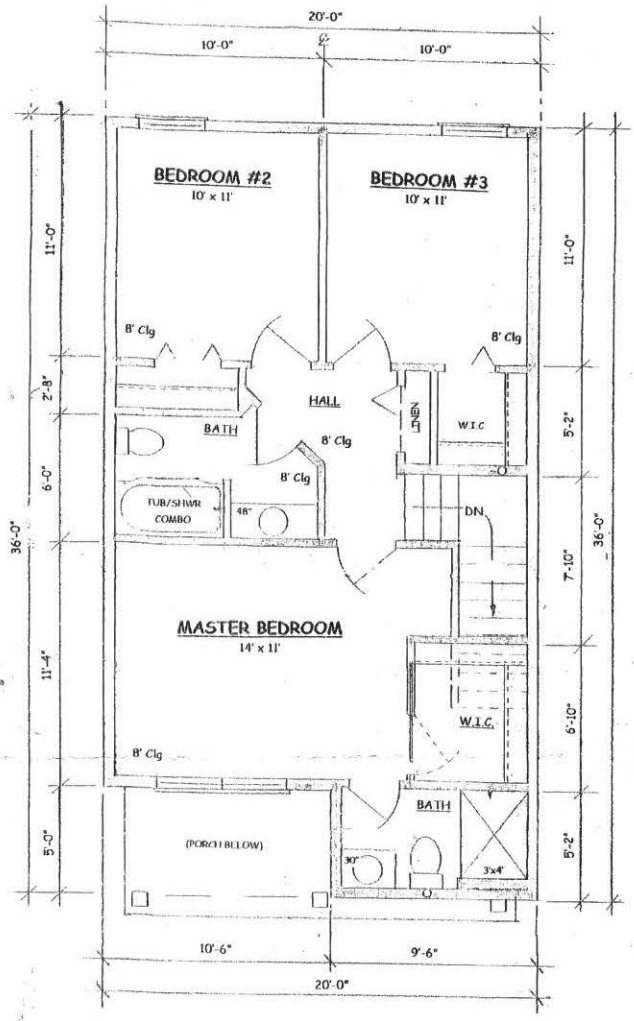 20'-0"
10'-0"
10'-0"
BEDROOM #2
10' x 11'
BEDROOM #3
10' x 11'
11'-0"
11'-0"
8' Clg
8' Clg
2'-8"
HALL
LINEN
W.I.C
5'-2"
BATH
8' Clg
6'-0"
8' Clg
TUB/SHWR
COMBO
48"
DN
36'-0"
36'-0"
7'-10"
MASTER BEDROOM
14' x 11'
11'-4"
W.I.C.
6'-10"
8' Clg
BATH
5'-0"
(PORCH BELOW)
30"
3'x4'
5'-2"
10'-6"
9'-6"
20'-0"